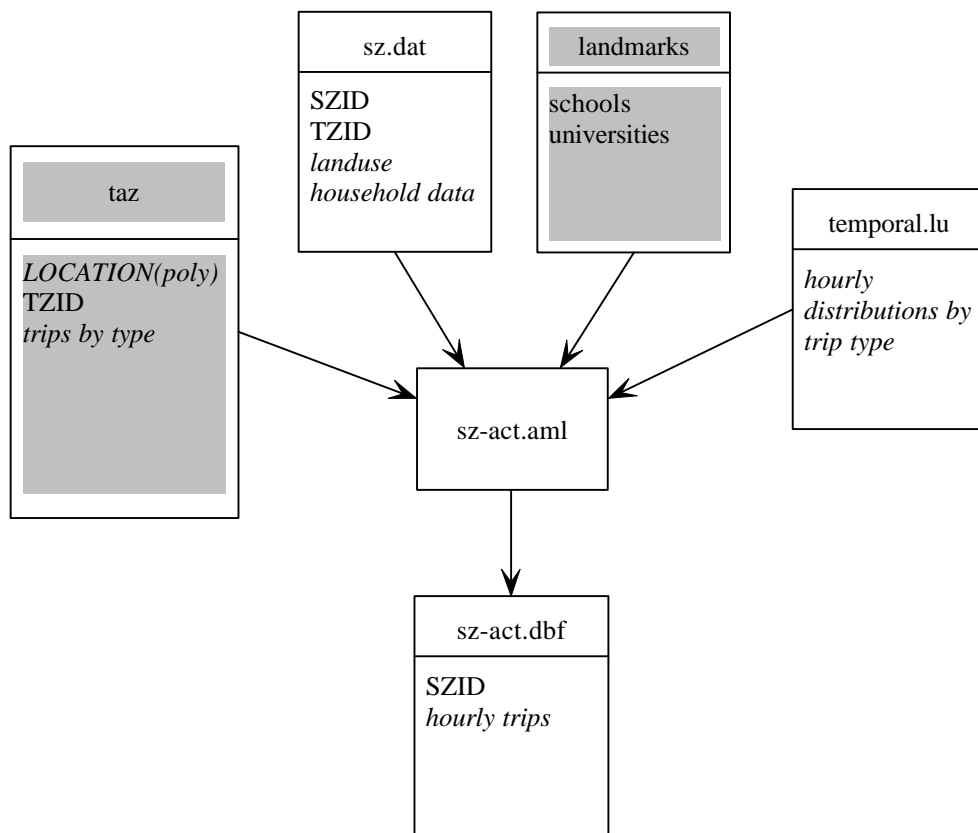 sz.dat
SZID
TZID
landuse
household data
landmarks
schools
universities
taz
LOCATION(poly)
TZID
trips by type
temporal.lu
hourly
distributions by
trip type
sz-act.aml
sz-act.dbf
SZID
hourly trips